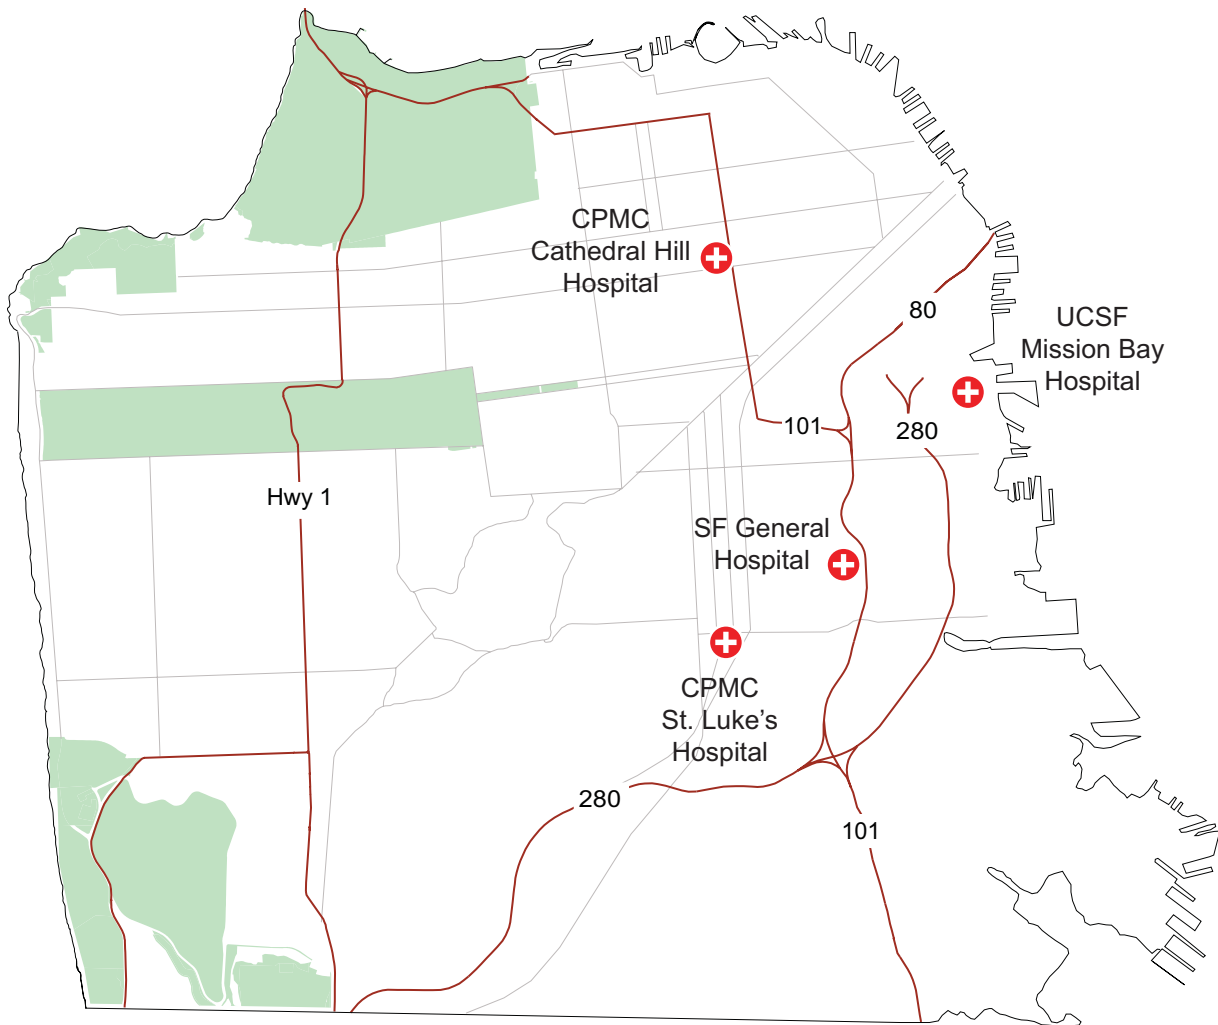 CPMC
Cathedral Hill
Hospital
80
UCSF
Mission Bay
Hospital
101
280
Hwy 1
SF General
Hospital
CPMC
St. Luke's
Hospital
280
101